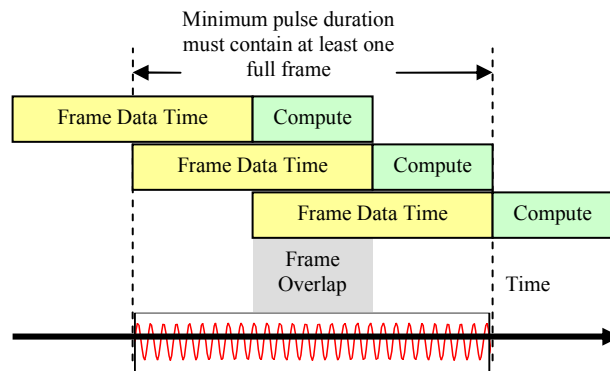 Minimum pulse duration
must contain at least one
full frame
Frame Data Time
Compute
Frame Data Time
Compute
Frame Data Time
Compute
Frame
Overlap
Time